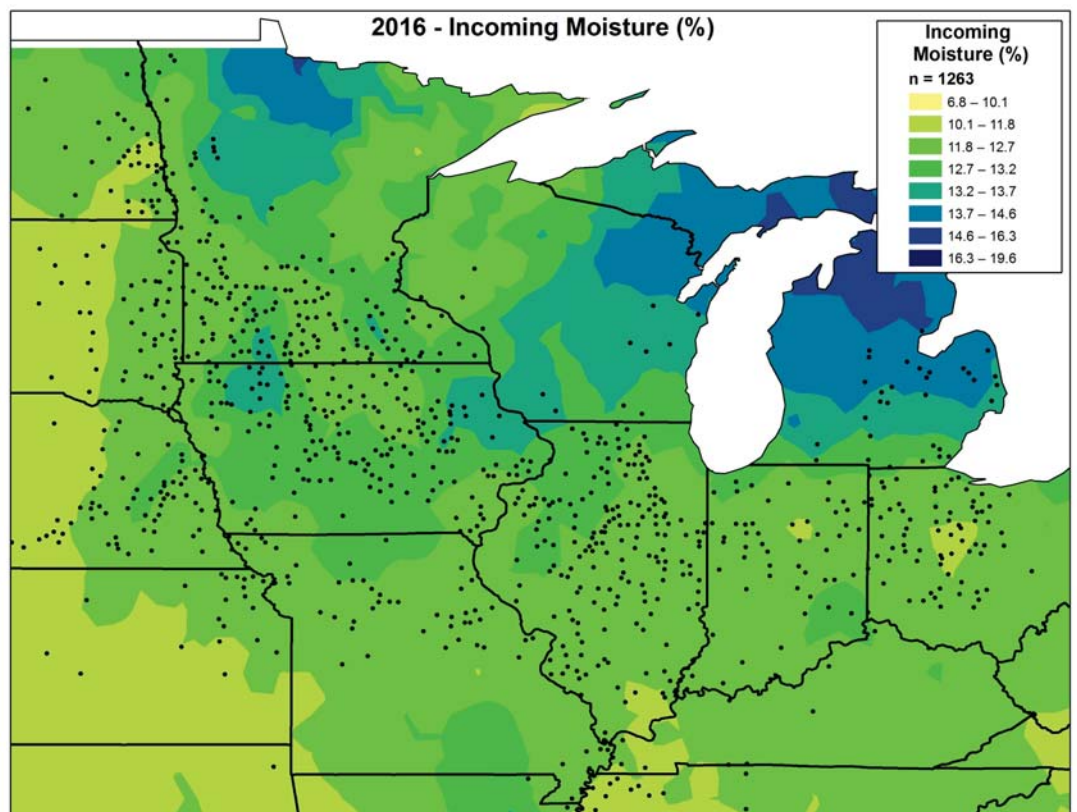 2016 - Incoming Moisture (%)
Incoming
Moisture (%)
n = 1263
6.8 – 10.1
10.1 – 11.8
11.8 – 12.7
12.7 – 13.2
13.2 – 13.7
13.7 – 14.6
14.6 – 16.3
16.3 – 19.6